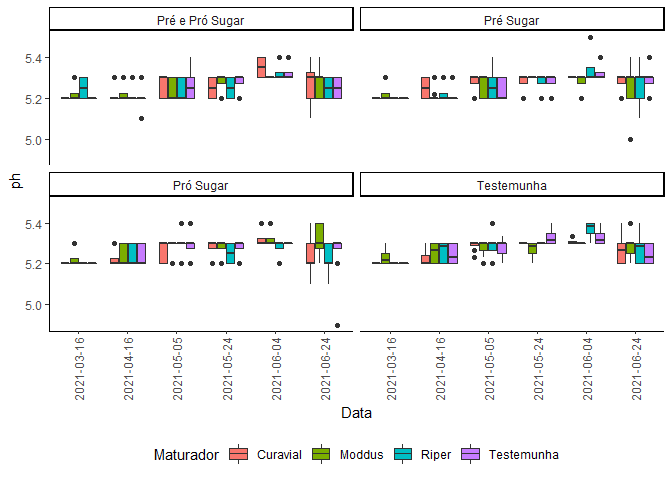 Pré e Pró Sugar
Pré Sugar
5.4
5.2
5.0
ph
Pró Sugar
Testemunha
5.4
5.2
5.0
2021-03-16
2021-04-16
2021-05-05
2021-05-24
2021-06-04
2021-06-24
2021-03-16
2021-04-16
2021-05-05
2021-05-24
2021-06-04
2021-06-24
Data
Maturador Curavial Moddus Riper Testemunha